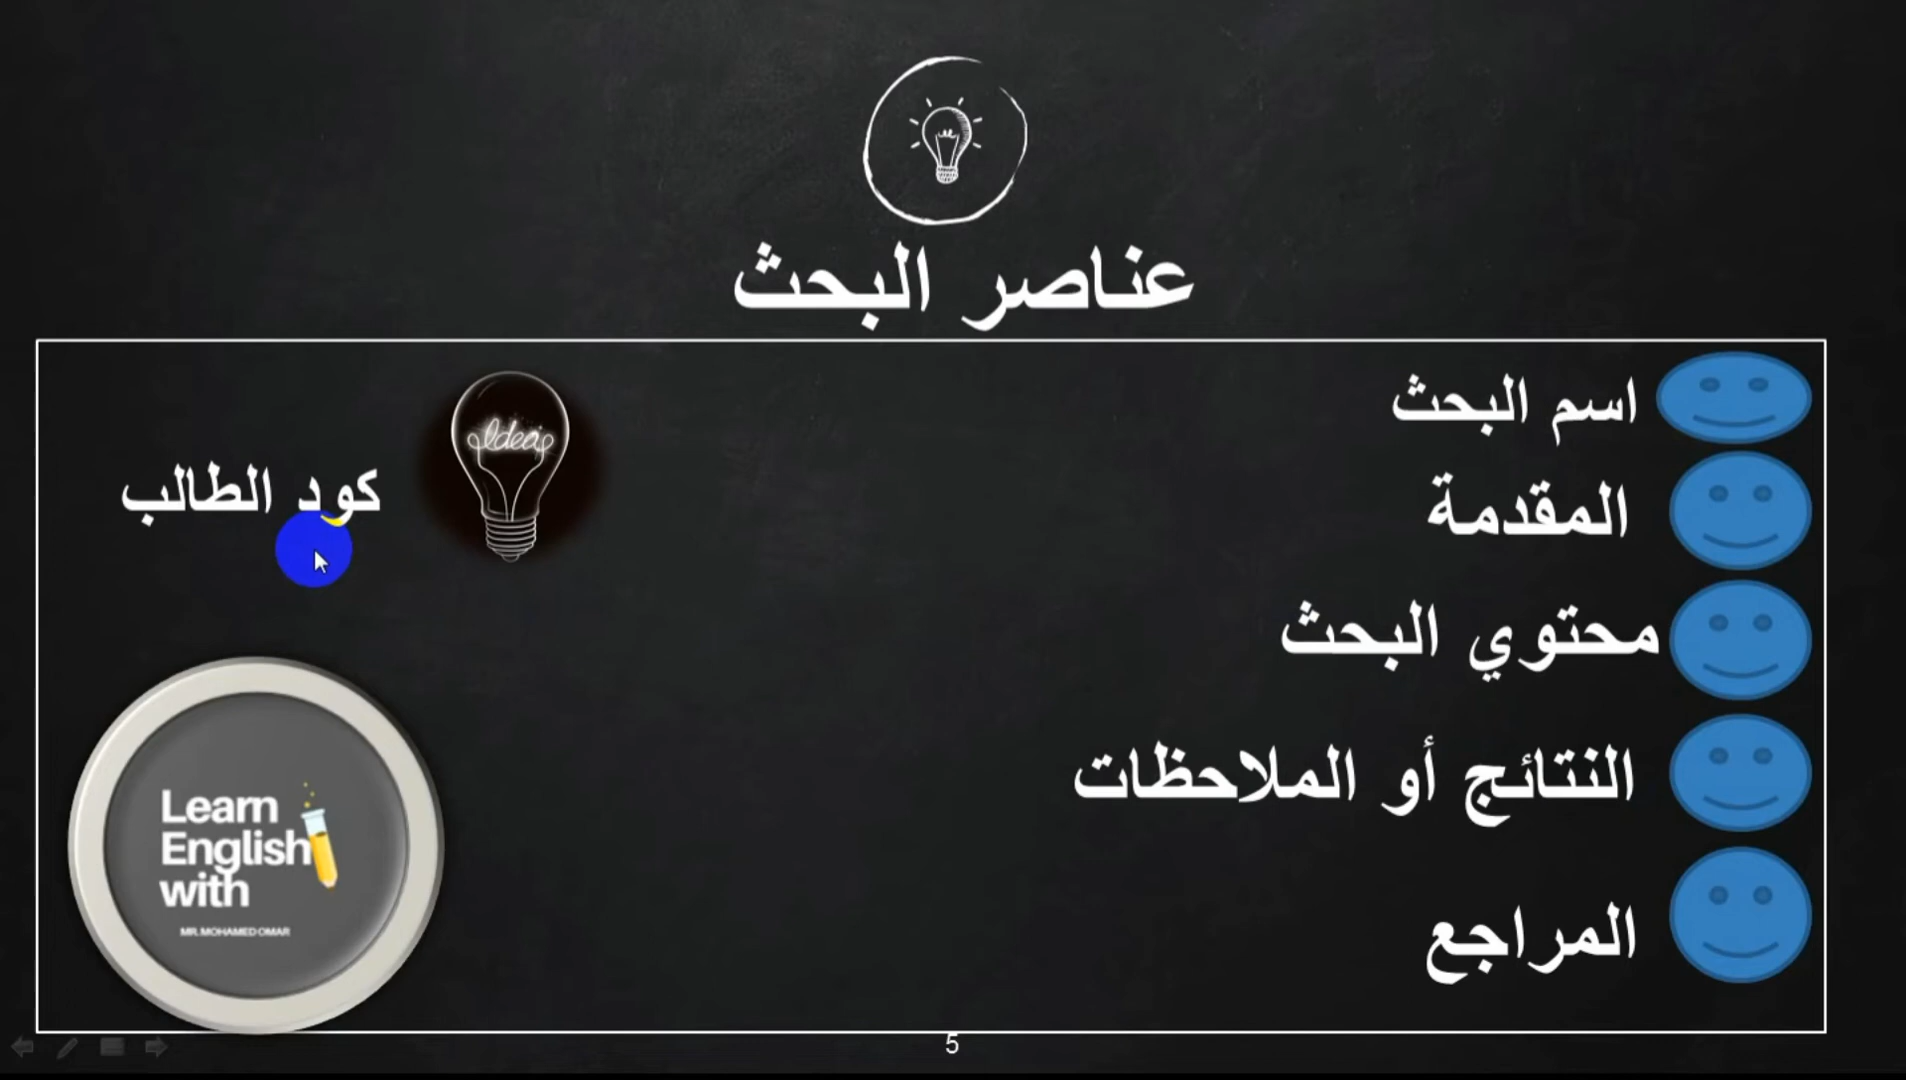 عناصر البحث
اسم البحث
المقدمة
محتوي البحث
النتائج أو الملاحظات
المراجع
Ideas
كود الطالب
Learn
English
with
MR. MOHAMED OMAR
5